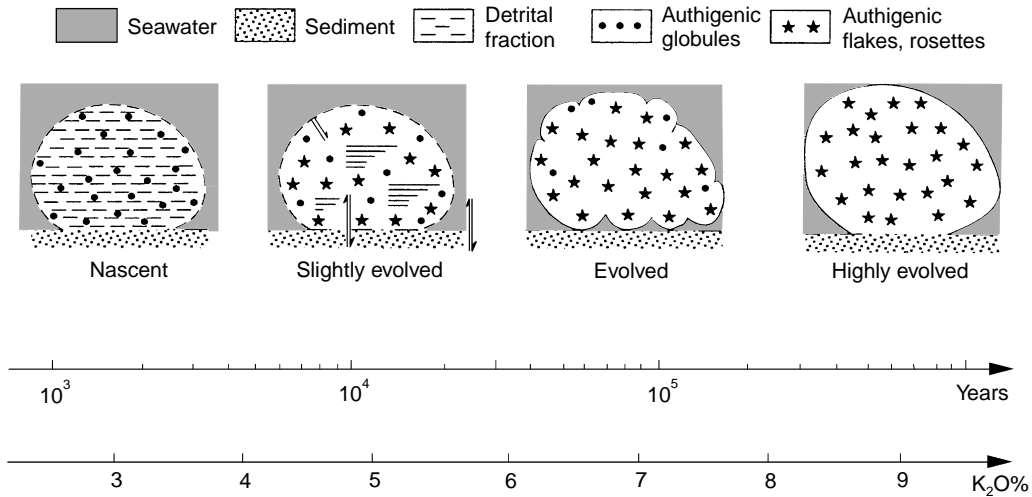 Seawater
Sediment
Detrital
fraction
Authigenic
globules
Authigenic
flakes, rosettes
Nascent
Slightly evolved
Evolved
Highly evolved
10³
10⁴
10⁵
Years
3
4
5
6
7
8
9
K₂O%